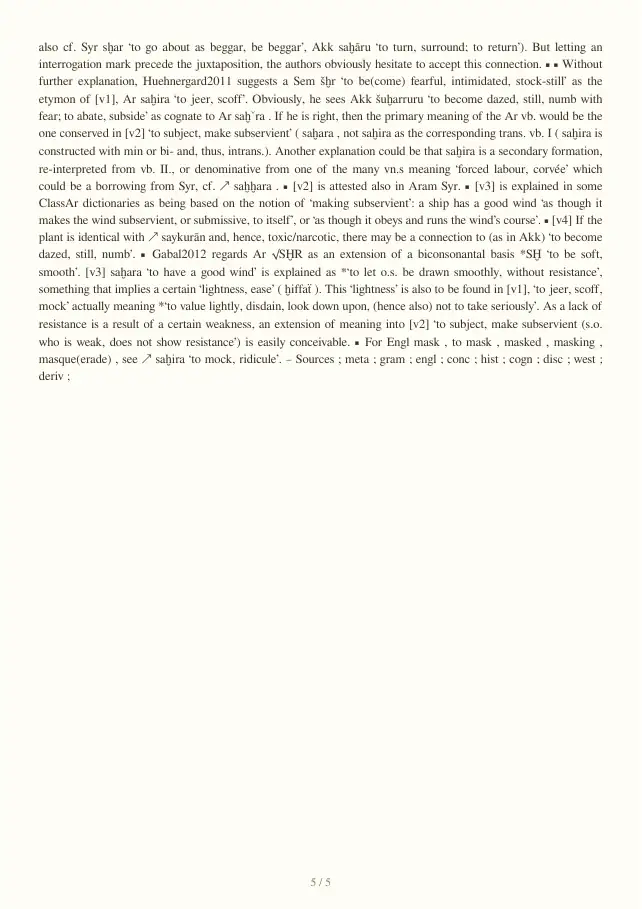 also cf. Syr sḫar ‘to go about as beggar, be beggar’, Akk saḫāru ‘to turn, surround; to return’). But letting an
interrogation mark precede the juxtaposition, the authors obviously hesitate to accept this connection. ▪ ▪ Without
further explanation, Huehnergard2011 suggests a Sem šḫr ‘to be(come) fearful, intimidated, stock-still’ as the
etymon of [v1], Ar saḫira ‘to jeer, scoff’. Obviously, he sees Akk šuḫarruru ‘to become dazed, still, numb with
fear; to abate, subside’ as cognate to Ar saḫˇra . If he is right, then the primary meaning of the Ar vb. would be the
one conserved in [v2] ‘to subject, make subservient’ ( saḫara , not saḫira as the corresponding trans. vb. I ( saḫira is
constructed with min or bi- and, thus, intrans.). Another explanation could be that saḫira is a secondary formation,
re-interpreted from vb. II., or denominative from one of the many vn.s meaning ‘forced labour, corvée’ which
could be a borrowing from Syr, cf. ↗ saḫḫara . ▪ [v2] is attested also in Aram Syr. ▪ [v3] is explained in some
ClassAr dictionaries as being based on the notion of ‘making subservient’: a ship has a good wind ‘as though it
makes the wind subservient, or submissive, to itself’, or ‘as though it obeys and runs the wind’s course’. ▪ [v4] If the
plant is identical with ↗ saykurān and, hence, toxic/narcotic, there may be a connection to (as in Akk) ‘to become
dazed, still, numb’. ▪ Gabal2012 regards Ar √SḪR as an extension of a biconsonantal basis *SḪ ‘to be soft,
smooth’. [v3] saḫara ‘to have a good wind’ is explained as *‘to let o.s. be drawn smoothly, without resistance’,
something that implies a certain ‘lightness, ease’ ( ḫiffaẗ ). This ‘lightness’ is also to be found in [v1], ‘to jeer, scoff,
mock’ actually meaning *‘to value lightly, disdain, look down upon, (hence also) not to take seriously’. As a lack of
resistance is a result of a certain weakness, an extension of meaning into [v2] ‘to subject, make subservient (s.o.
who is weak, does not show resistance’) is easily conceivable. ▪ For Engl mask , to mask , masked , masking ,
masque(erade) , see ↗ saḫira ‘to mock, ridicule’. – Sources ; meta ; gram ; engl ; conc ; hist ; cogn ; disc ; west ;
deriv ;
5 / 5